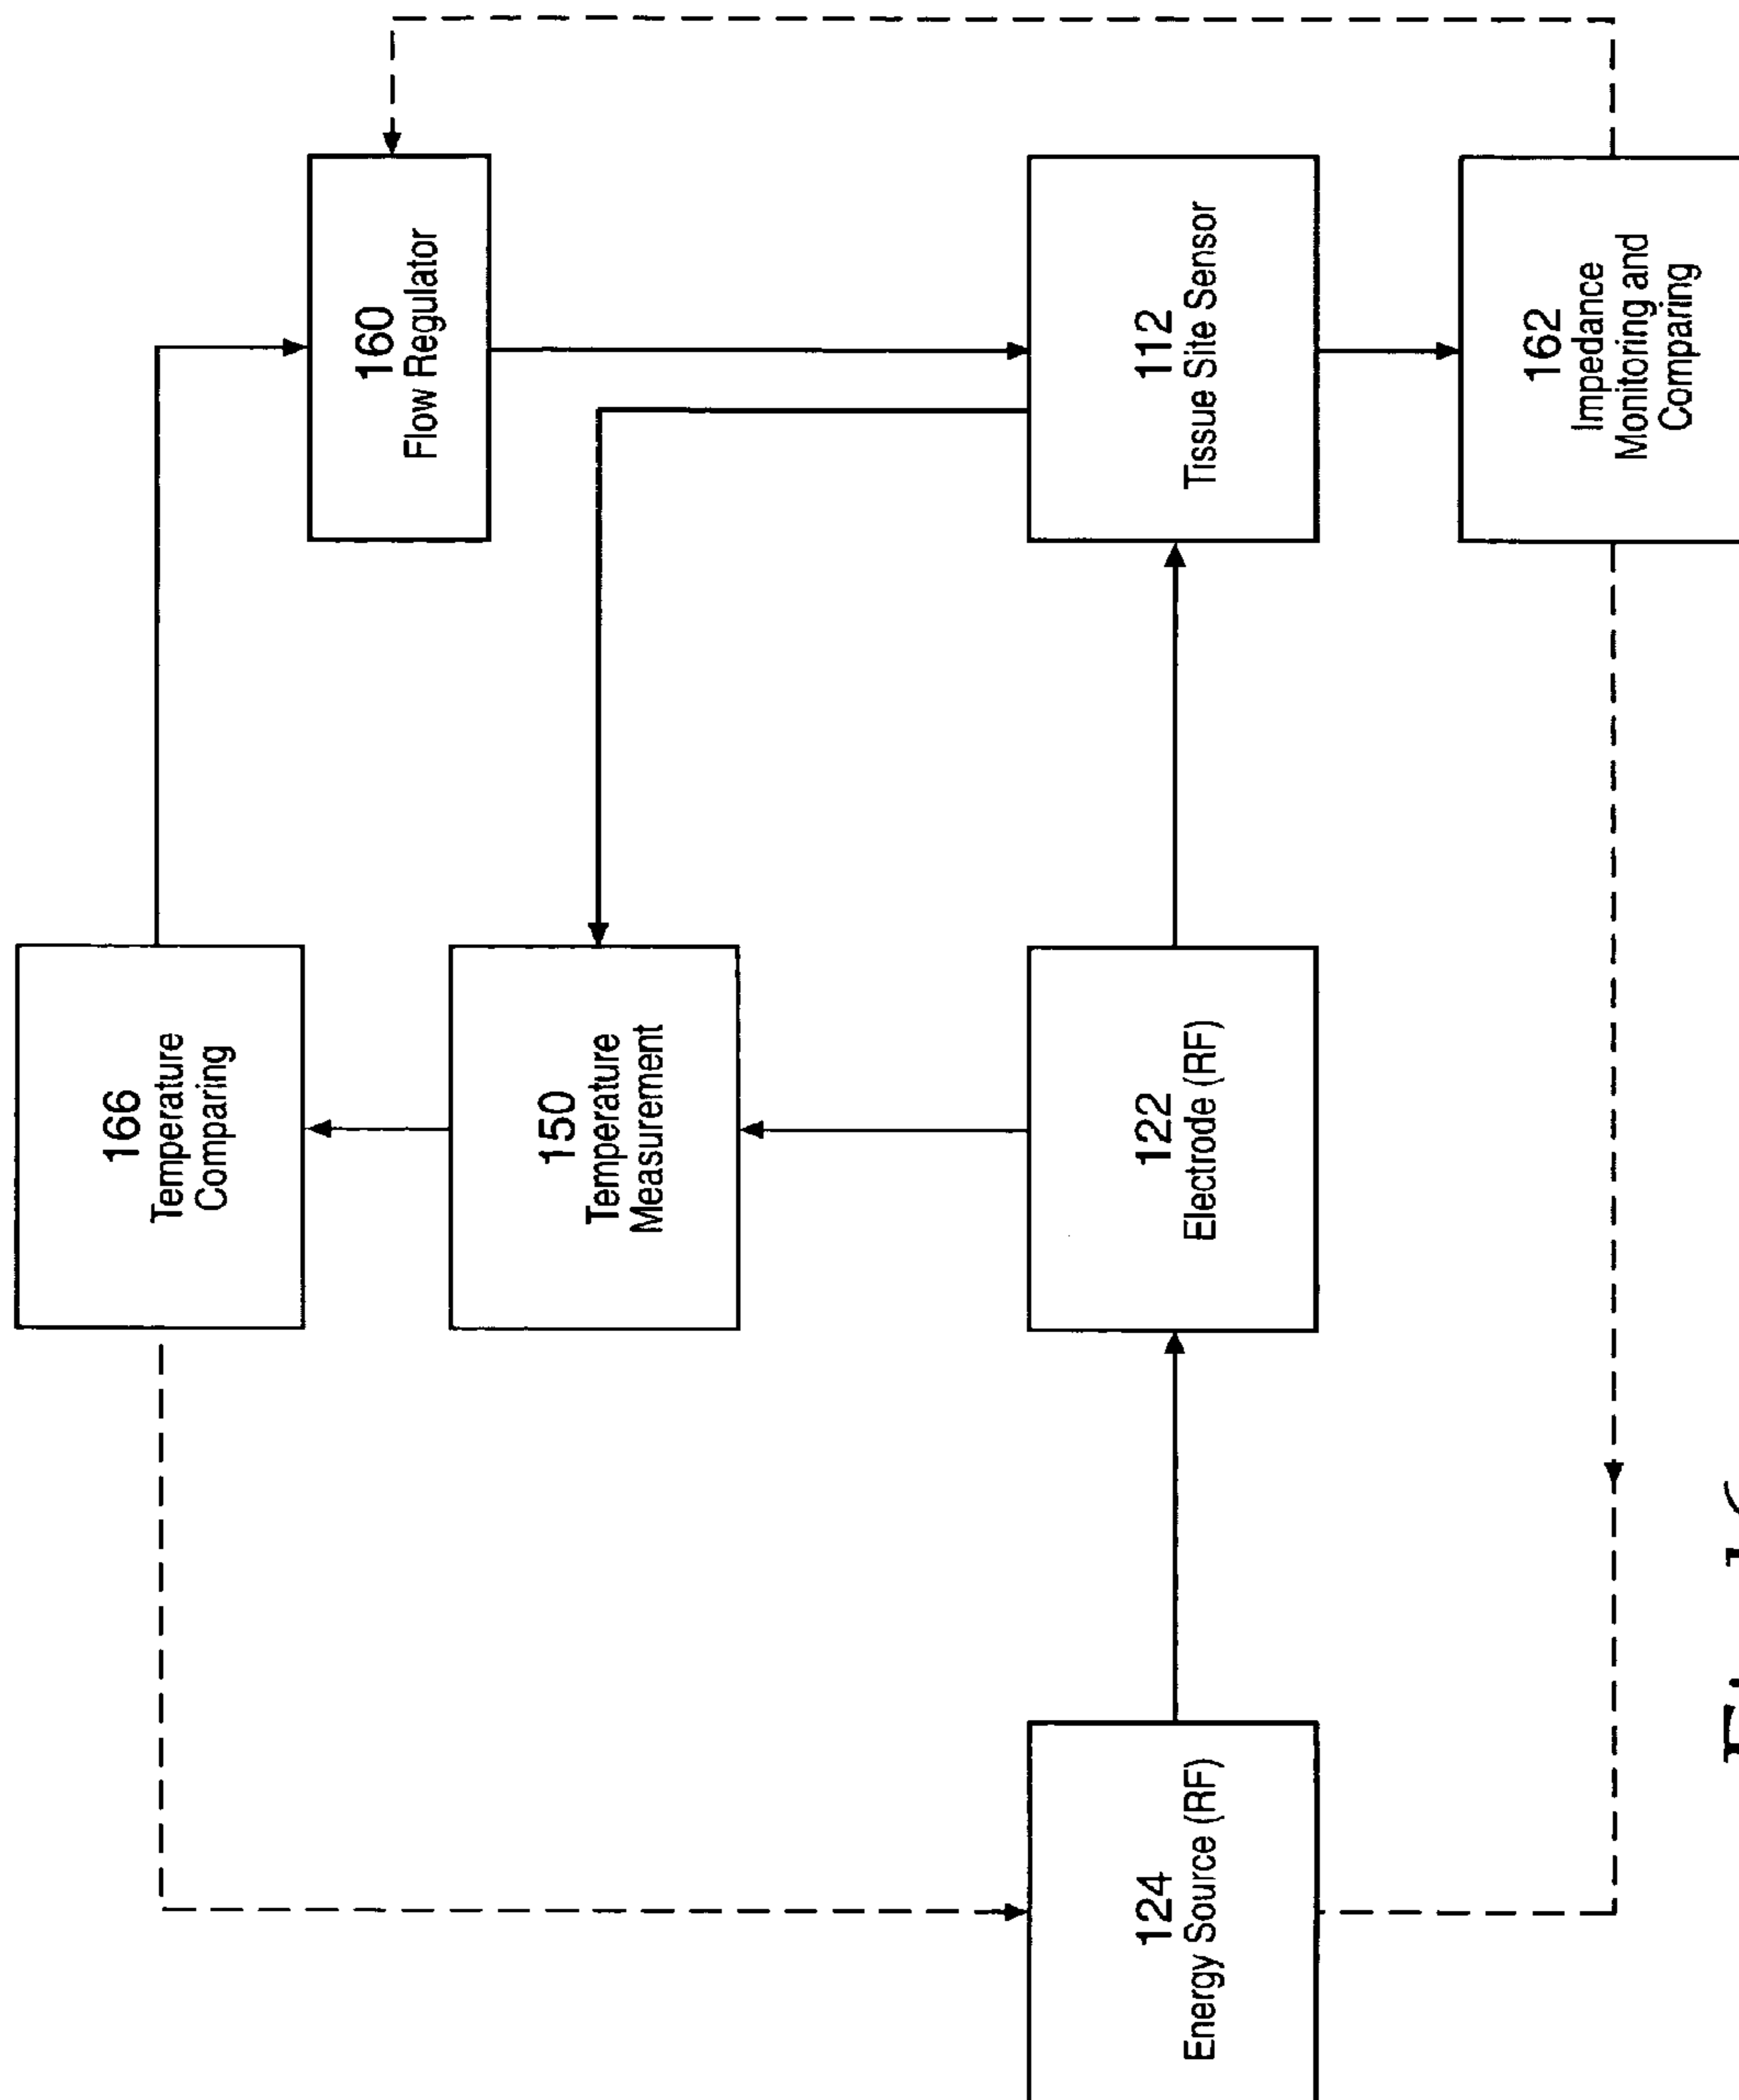 166
Temperature
Comparing
160
Flow Regulator
150
Temperature
Measurement
124
Energy Source (RF)
122
Electrode (RF)
112
Tissue Site Sensor
162
Impedance
Monitoring and
Comparing